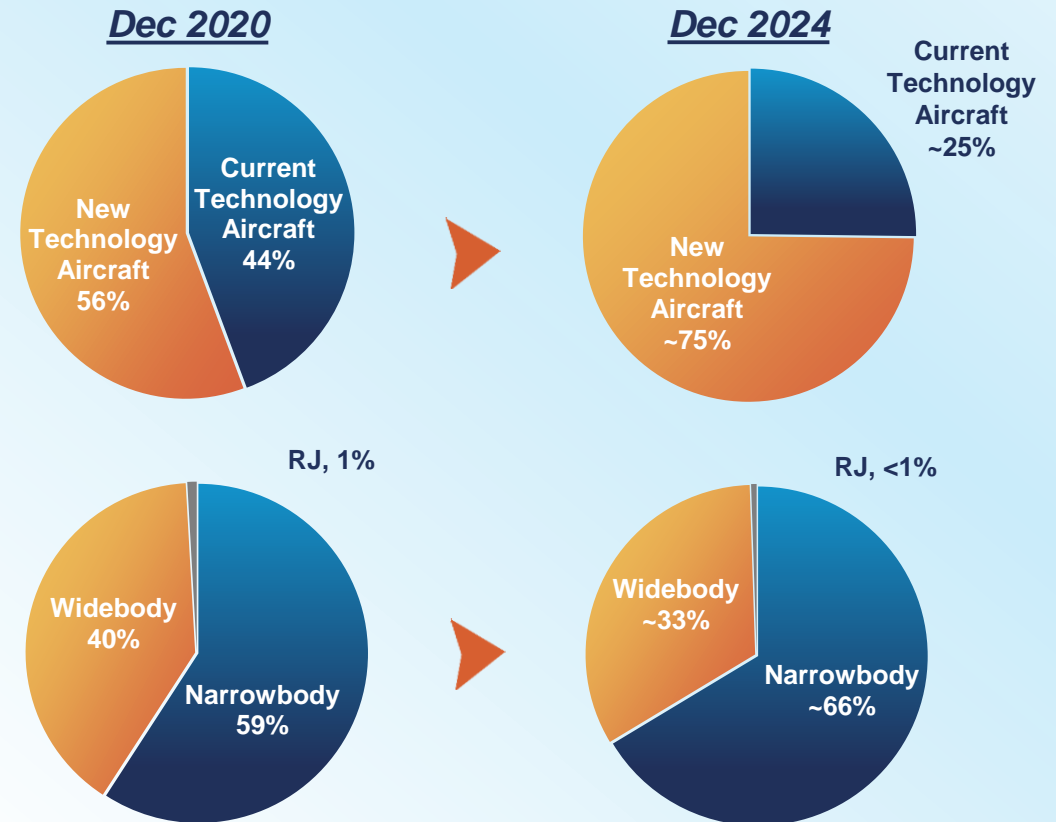 Dec 2020
Dec 2024
Current
Technology
Aircraft
~25%
New
Technology
Aircraft
56%
Current
Technology
Aircraft
44%
New
Technology
Aircraft
~75%
RJ, 1%
RJ, <1%
Widebody
40%
Narrowbody
59%
Widebody
~33%
Narrowbody
~66%